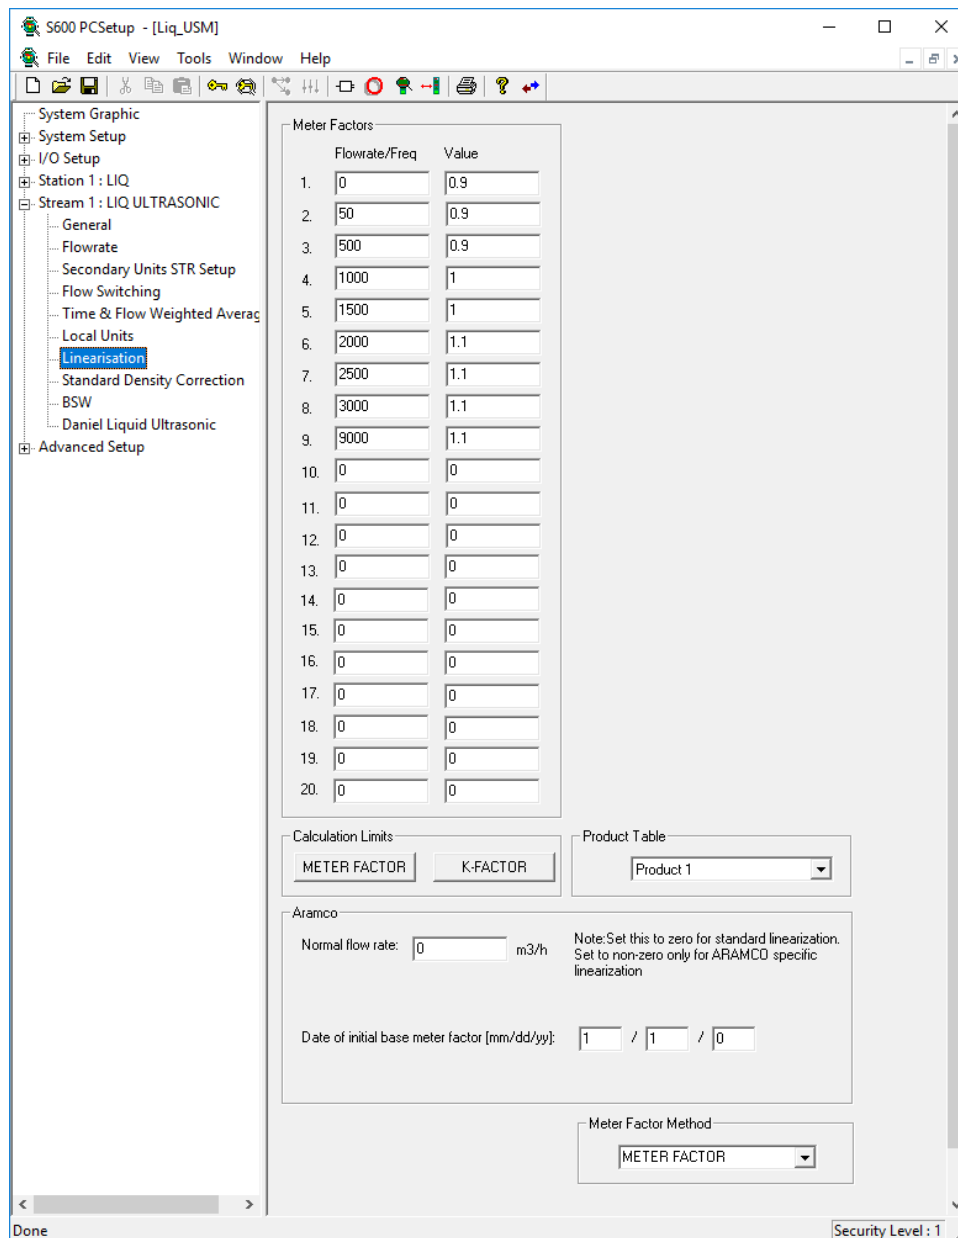 S600 PCSetup - [Liq_USM]
File Edit View Tools Window Help
System Graphic
System Setup
I/O Setup
Station 1 : LIQ
Stream 1 : LIQ ULTRASONIC
General
Flowrate
Secondary Units STR Setup
Flow Switching
Time & Flow Weighted Averag
Local Units
Linearisation
Standard Density Correction
BSW
Daniel Liquid Ultrasonic
Advanced Setup
Meter Factors
Flowrate/Freq Value
1. 0 0.9
2. 50 0.9
3. 500 0.9
4. 1000 1
5. 1500 1
6. 2000 1.1
7. 2500 1.1
8. 3000 1.1
9. 9000 1.1
10. 0 0
11. 0 0
12. 0 0
13. 0 0
14. 0 0
15. 0 0
16. 0 0
17. 0 0
18. 0 0
19. 0 0
20. 0 0
Calculation Limits
METER FACTOR K-FACTOR
Product Table
Product 1
Aramco
Normal flow rate: 0 m3/h
Note:Set this to zero for standard linearization.
Set to non-zero only for ARAMCO specific
linearization
Date of initial base meter factor [mm/dd/yy]: 1 / 1 / 0
Meter Factor Method
METER FACTOR
Done
Security Level : 1